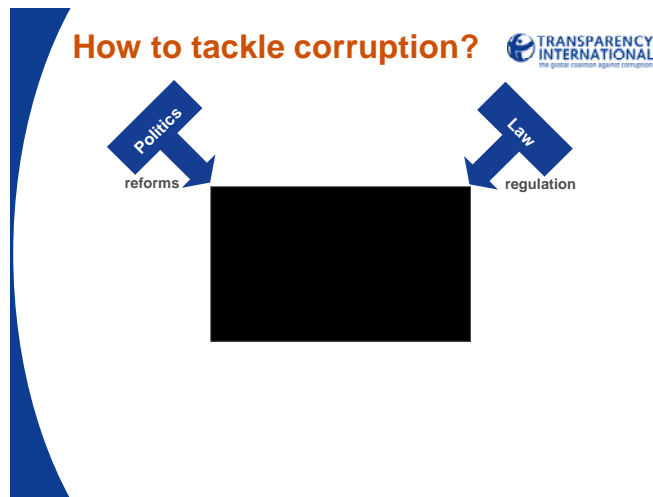 How to tackle corruption?
TRANSPARENCY
INTERNATIONAL
the global coalition against corruption
Politics
Law
reforms
regulation